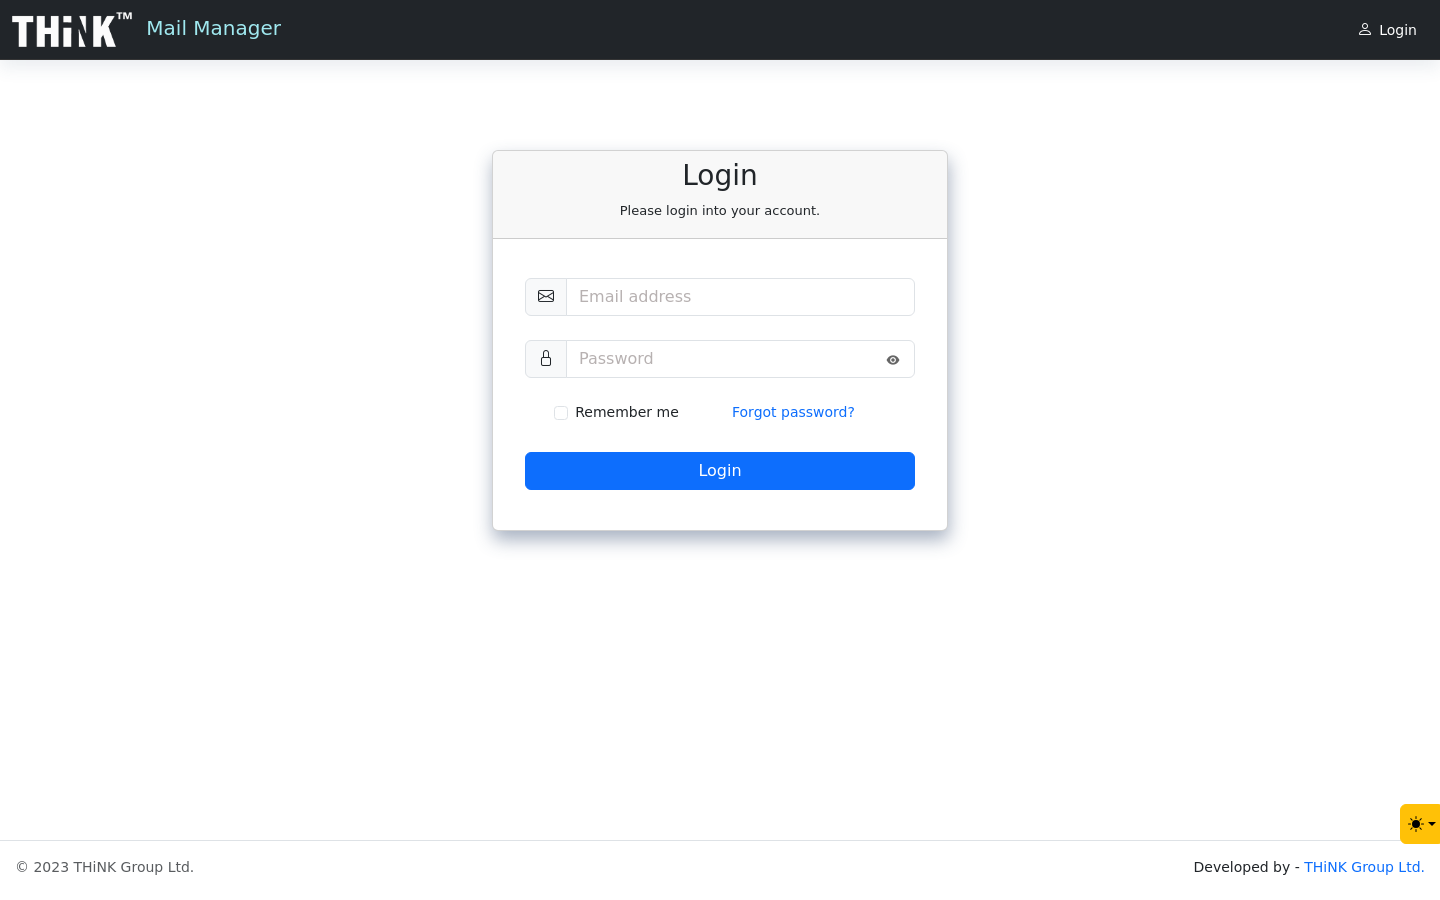 THiNK™ Mail Manager
Login
Login
Please login into your account.
Email address
Password
Remember me
Forgot password?
Login
© 2023 THiNK Group Ltd.
Developed by - THiNK Group Ltd.